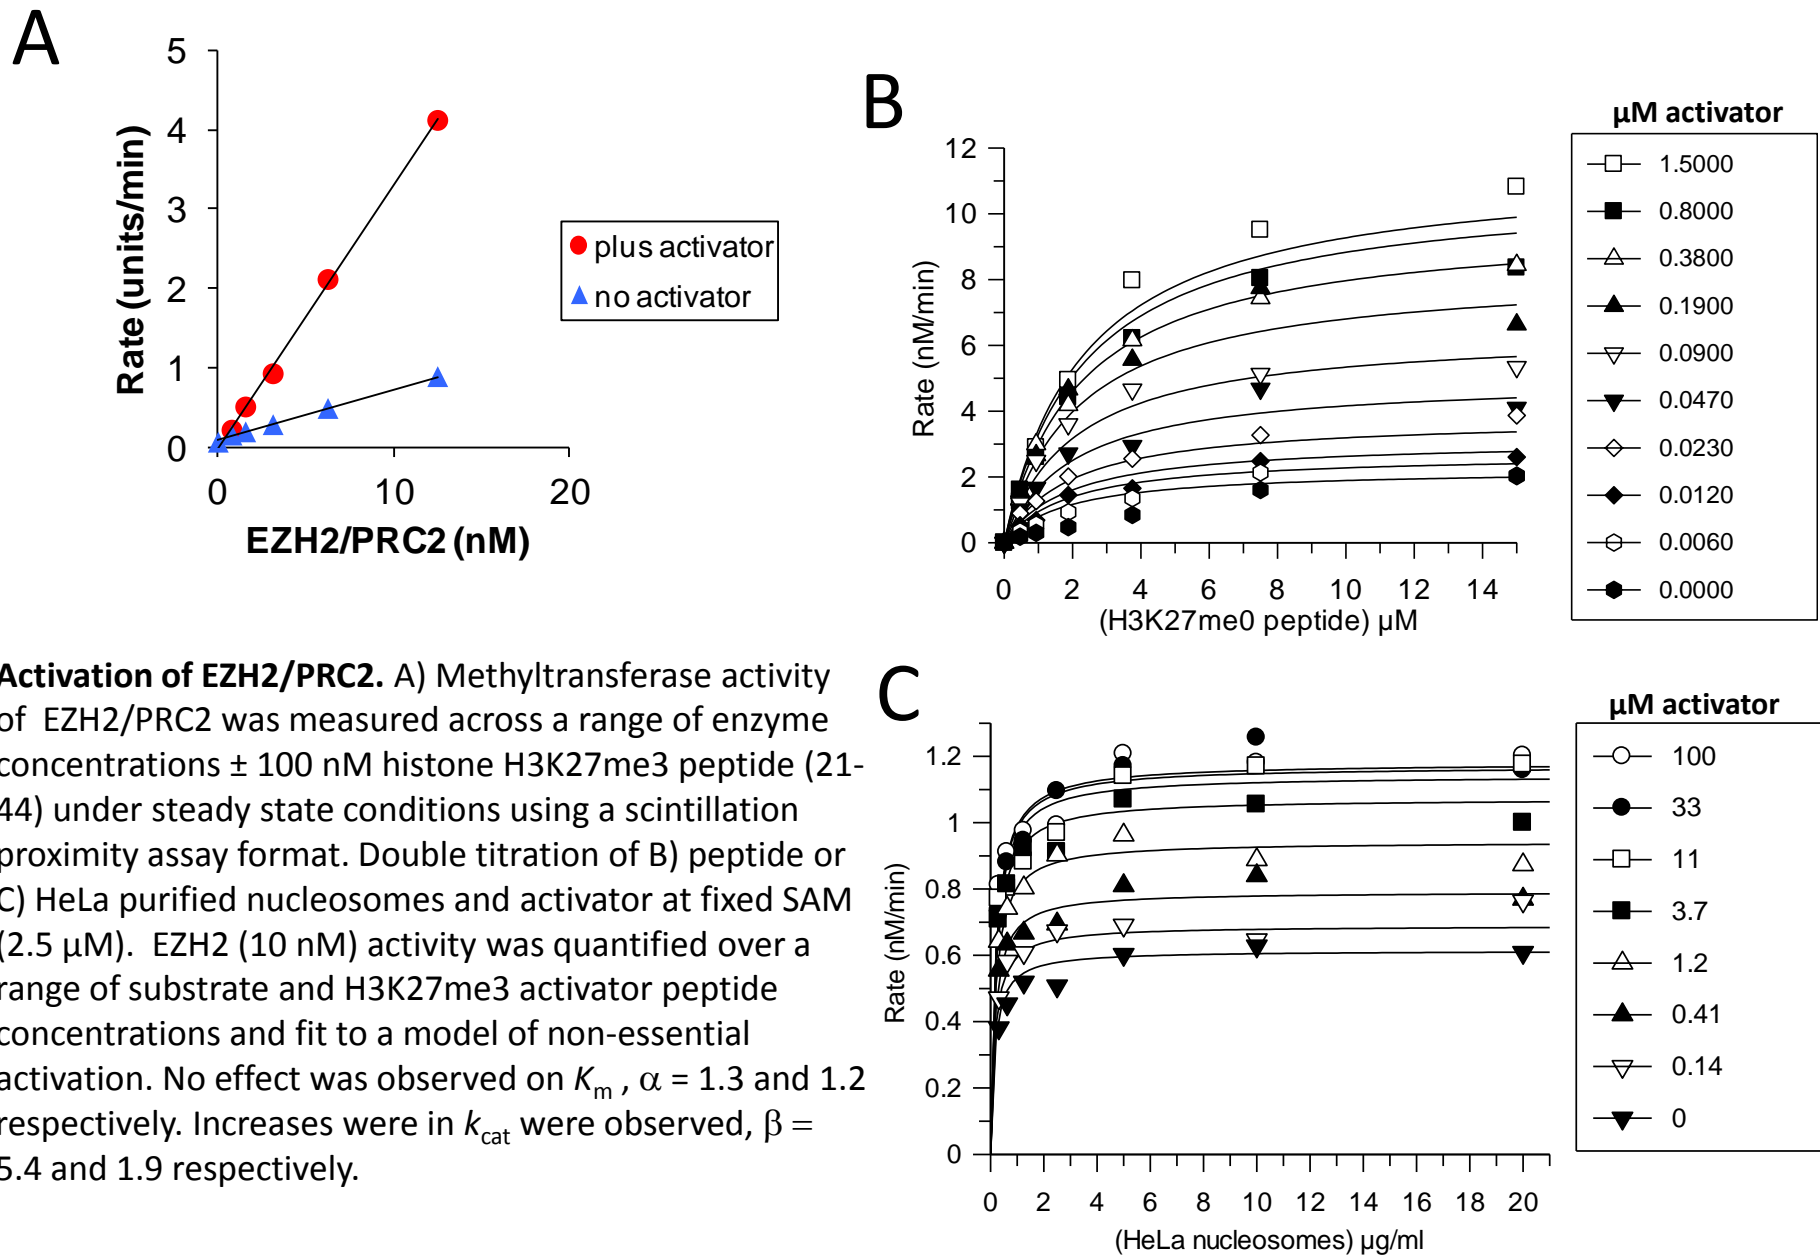 A
5
4
3
2
1
0
0
10
20
Rate (units/min)
EZH2/PRC2 (nM)
plus activator
no activator
B
12
10
8
6
4
2
0
0
2
4
6
8
10
12
14
Rate (nM/min)
(H3K27me0 peptide) µM
µM activator
1.5000
0.8000
0.3800
0.1900
0.0900
0.0470
0.0230
0.0120
0.0060
0.0000
Activation of EZH2/PRC2. A) Methyltransferase activity
of EZH2/PRC2 was measured across a range of enzyme
concentrations ± 100 nM histone H3K27me3 peptide (21-
44) under steady state conditions using a scintillation
proximity assay format. Double titration of B) peptide or
C) HeLa purified nucleosomes and activator at fixed SAM
(2.5 µM). EZH2 (10 nM) activity was quantified over a
range of substrate and H3K27me3 activator peptide
concentrations and fit to a model of non-essential
activation. No effect was observed on Km , α = 1.3 and 1.2
respectively. Increases were in kcat were observed, β =
5.4 and 1.9 respectively.
C
1.2
1
0.8
0.6
0.4
0.2
0
0
2
4
6
8
10
12
14
16
18
20
Rate (nM/min)
(HeLa nucleosomes) µg/ml
µM activator
100
33
11
3.7
1.2
0.41
0.14
0